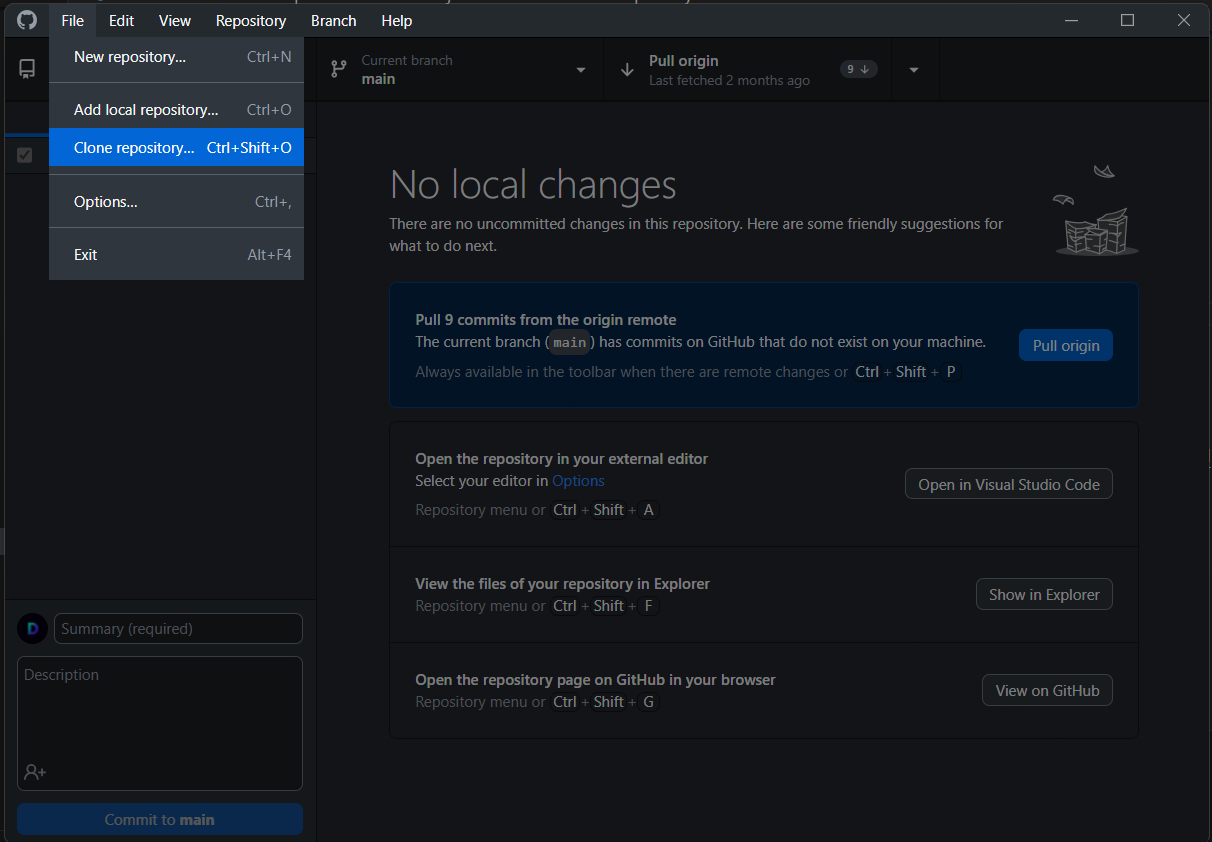 File Edit View Repository Branch Help
New repository... Ctrl+N
Add local repository... Ctrl+O
Clone repository... Ctrl+Shift+O
Options... Ctrl+,
Exit Alt+F4
Current branch
main
Pull origin
Last fetched 2 months ago
9
No local changes
There are no uncommitted changes in this repository. Here are some friendly suggestions for
what to do next.
Pull 9 commits from the origin remote
The current branch (main) has commits on GitHub that do not exist on your machine.
Always available in the toolbar when there are remote changes or Ctrl + Shift + P
Pull origin
Open the repository in your external editor
Select your editor in Options
Repository menu or Ctrl + Shift + A
Open in Visual Studio Code
View the files of your repository in Explorer
Repository menu or Ctrl + Shift + F
Show in Explorer
Open the repository page on GitHub in your browser
Repository menu or Ctrl + Shift + G
View on GitHub
D
Summary (required)
Description
Commit to main